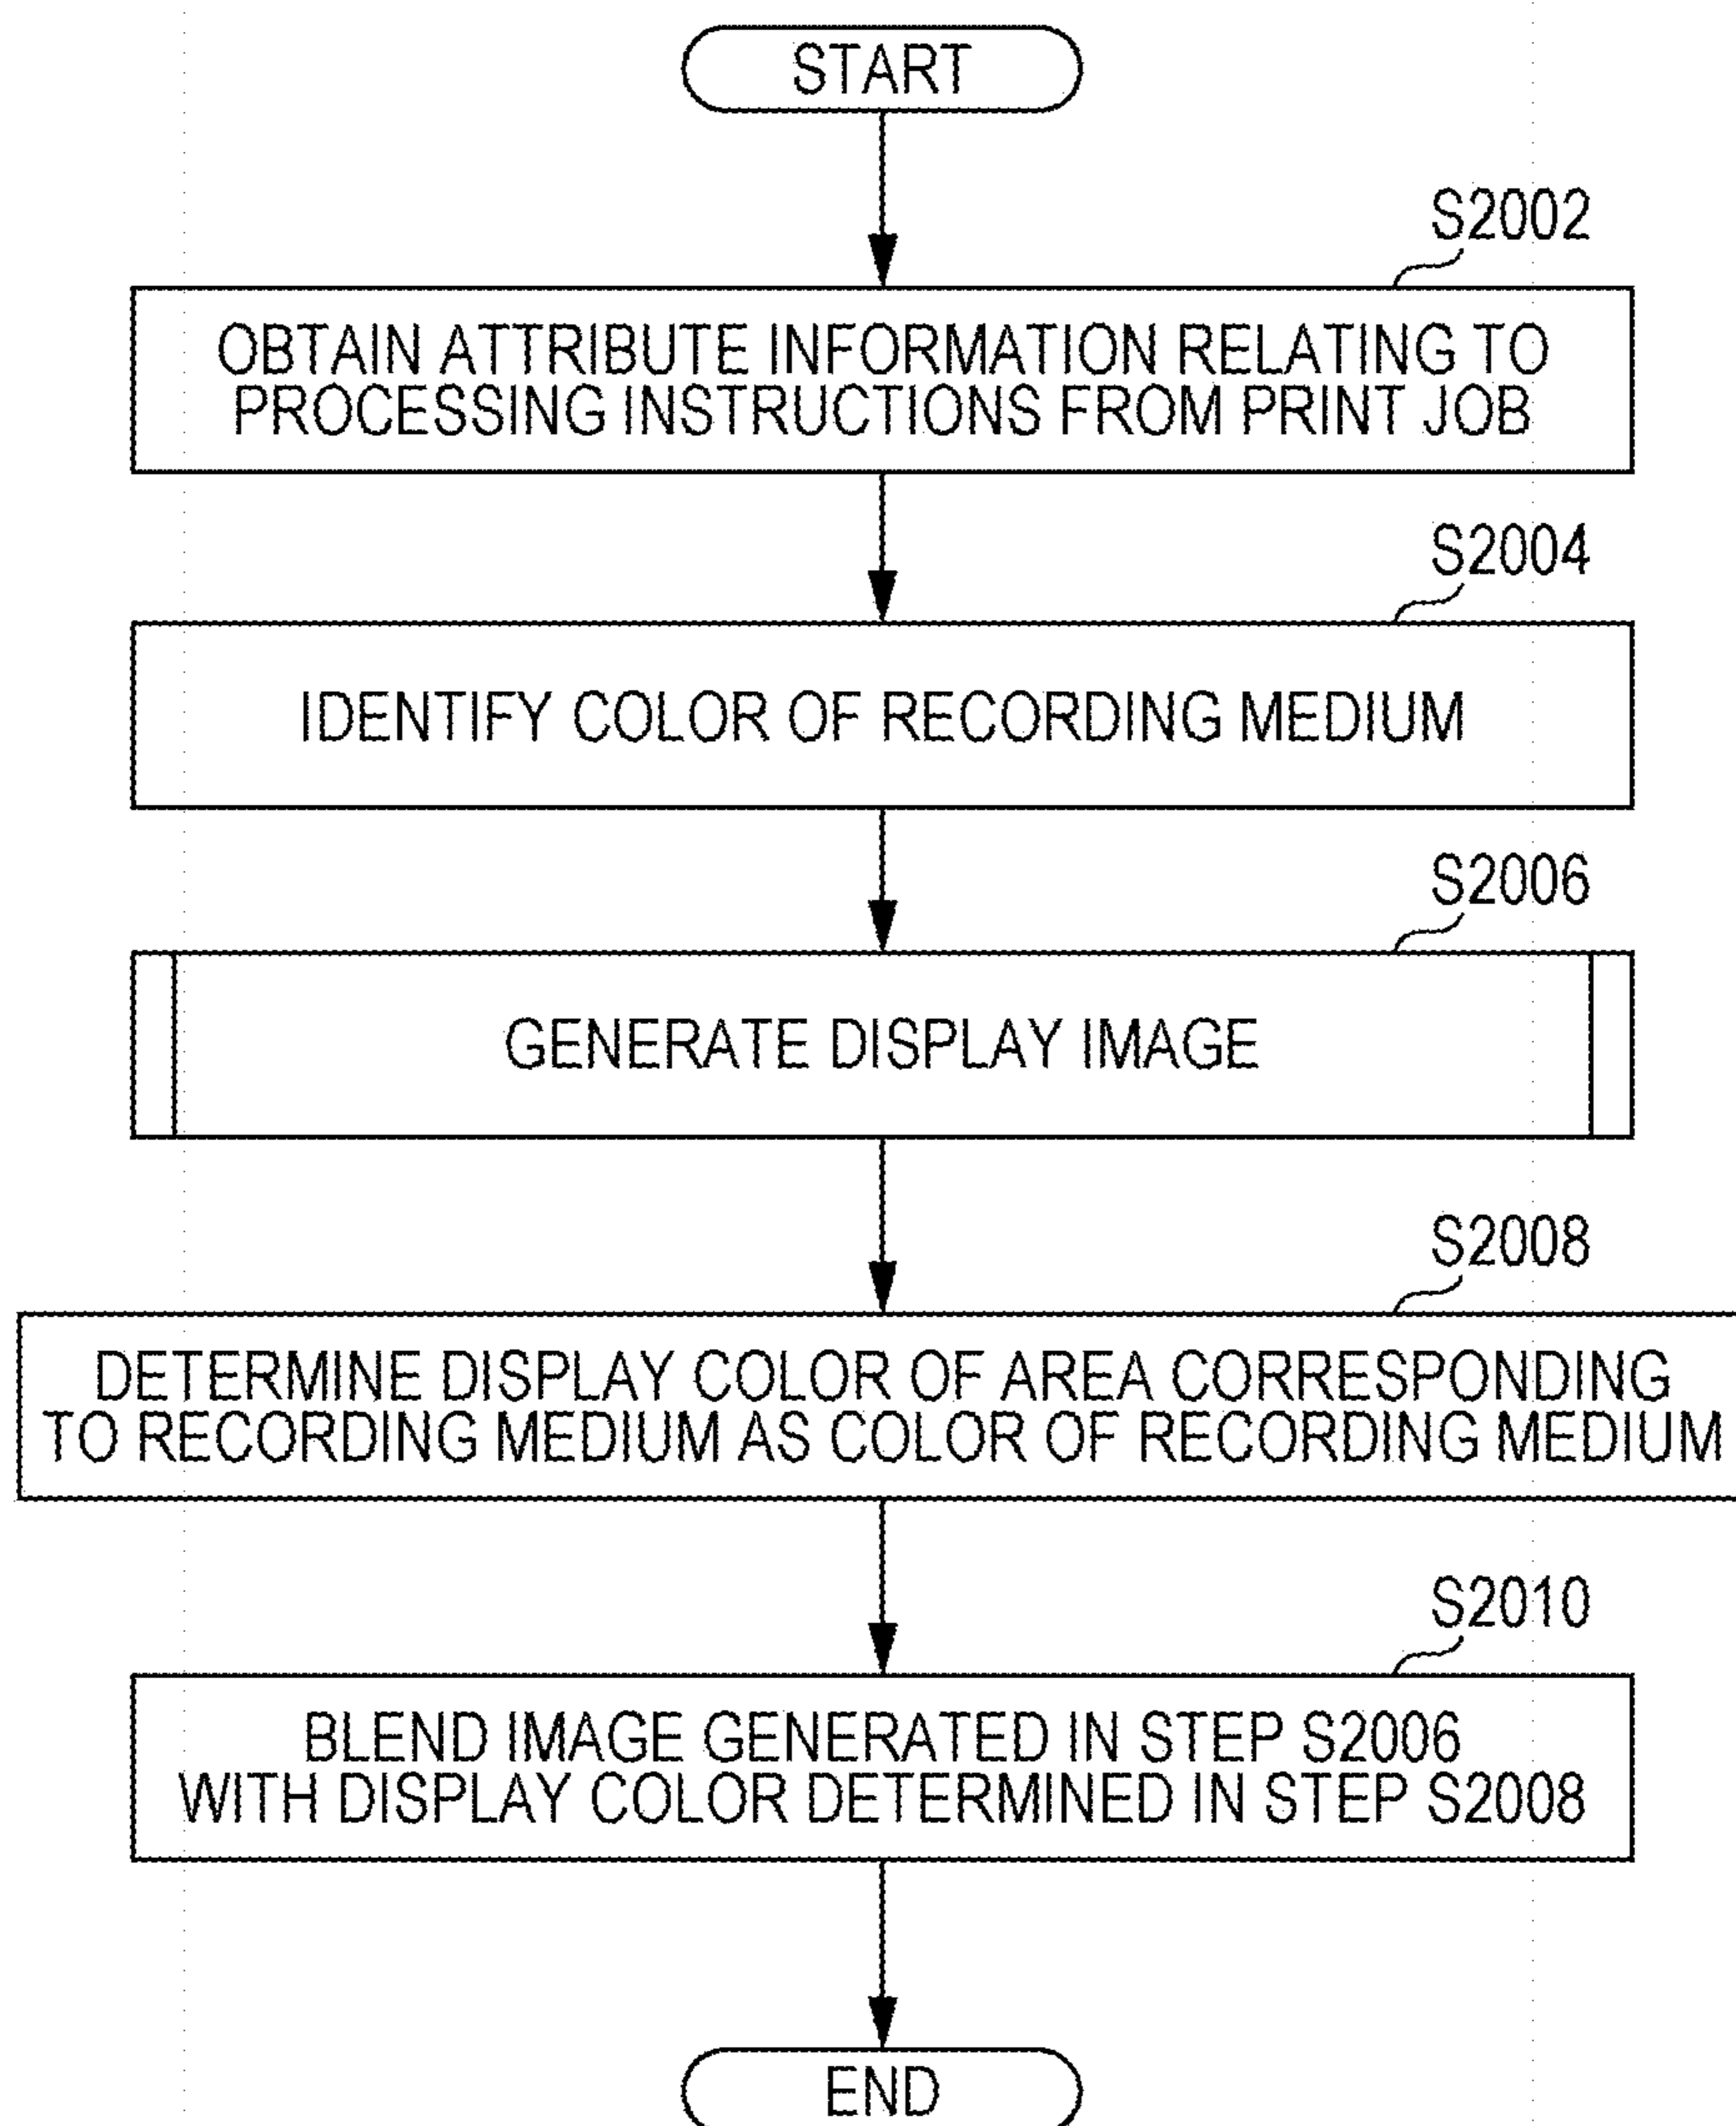 START
S2002
OBTAIN ATTRIBUTE INFORMATION RELATING TO
PROCESSING INSTRUCTIONS FROM PRINT JOB
S2004
IDENTIFY COLOR OF RECORDING MEDIUM
S2006
GENERATE DISPLAY IMAGE
S2008
DETERMINE DISPLAY COLOR OF AREA CORRESPONDING
TO RECORDING MEDIUM AS COLOR OF RECORDING MEDIUM
S2010
BLEND IMAGE GENERATED IN STEP S2006
WITH DISPLAY COLOR DETERMINED IN STEP S2008
END